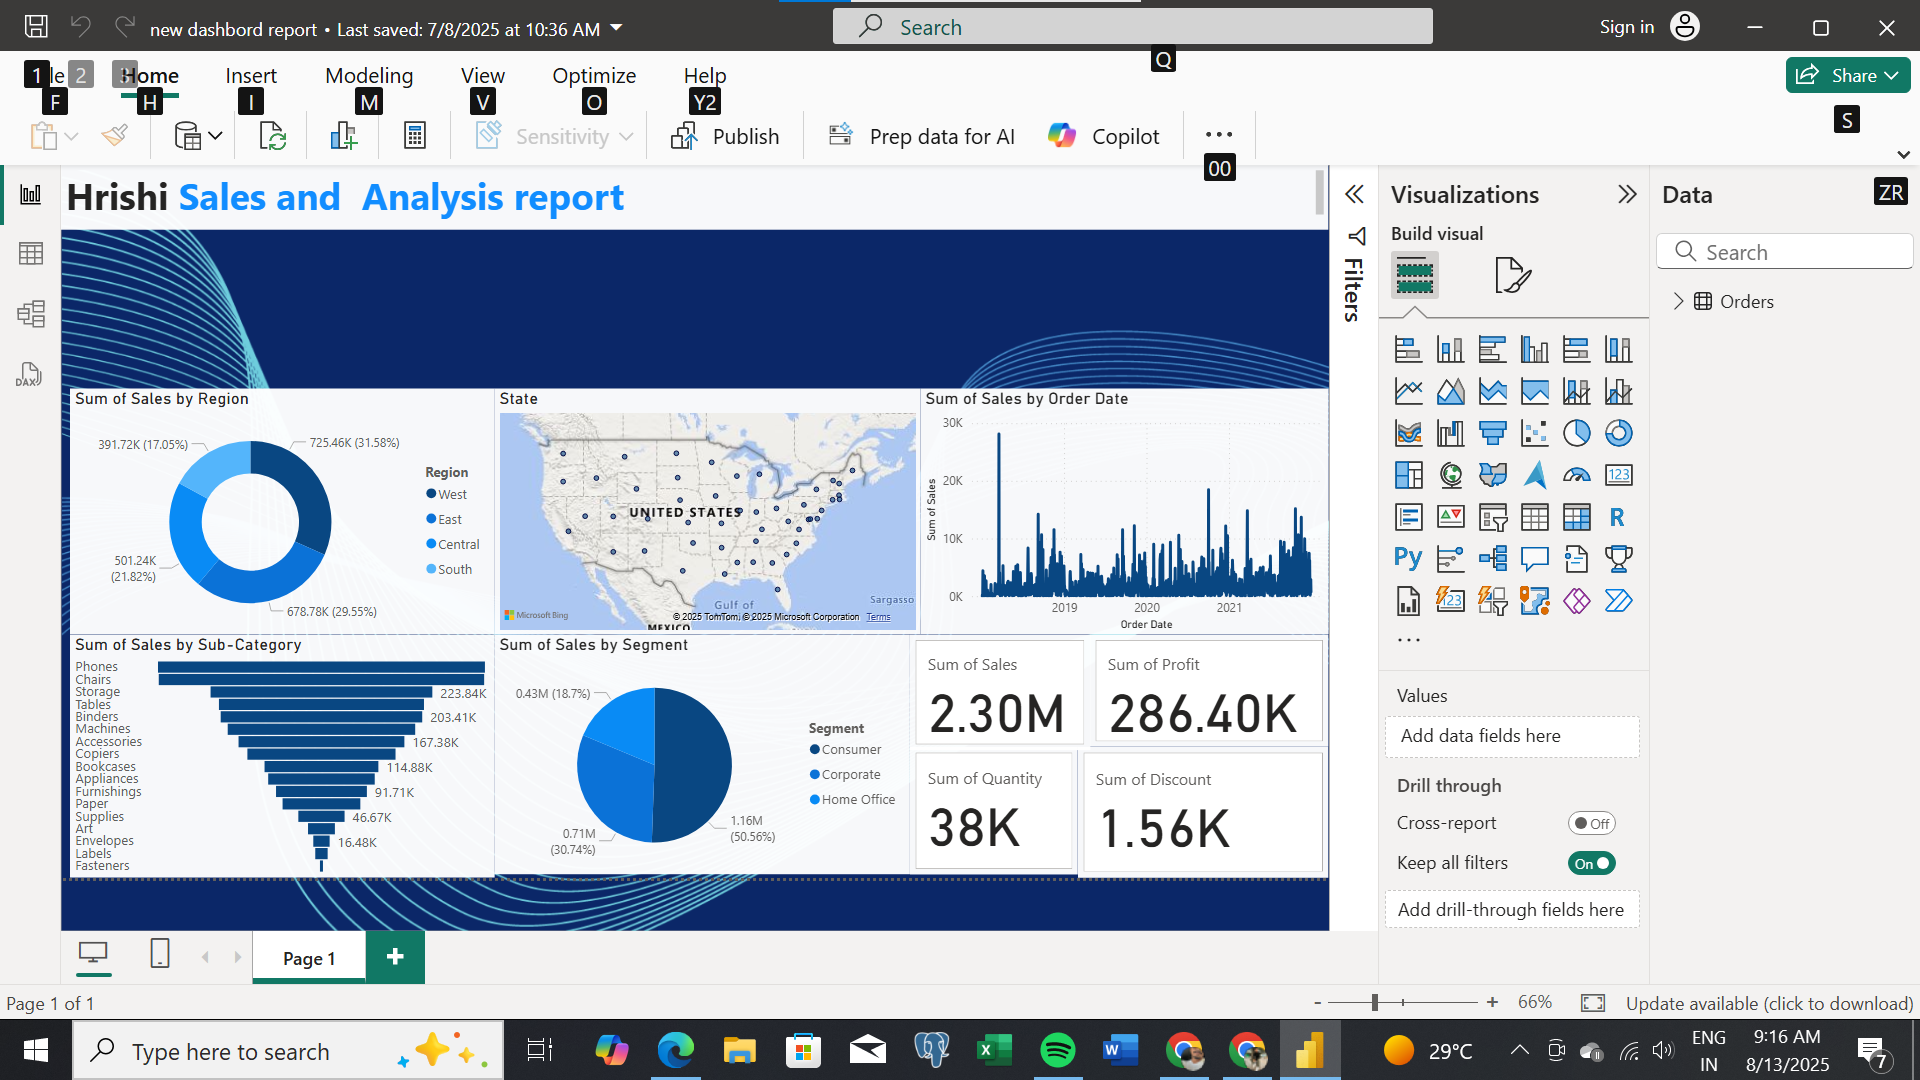 new dashbord report • Last saved: 7/8/2025 at 10:36 AM
Search
Sign in
1 le 2 3 Home Insert Modeling View Optimize Help Q
Share
F H I M V O Y2
S
Sensitivity Publish Prep data for AI Copilot ...
00
Hrishi Sales and Analysis report
Filters
Visualizations
Build visual
Data
ZR
Search
Orders
Sum of Sales by Region
391.72K (17.05%)
725.46K (31.58%)
501.24K
(21.82%)
678.78K (29.55%)
Region
West
East
Central
South
State
UNITED STATES
Gulf of
Sargasso
MEXICO
Microsoft Bing
© 2025 TomTom, © 2025 Microsoft Corporation Terms
Sum of Sales by Order Date
Sum of Sales
30K
20K
10K
0K
2019 2020 2021
Order Date
Sum of Sales by Sub-Category
Phones
Chairs
Storage 223.84K
Tables
Binders 203.41K
Machines
Accessories 167.38K
Copiers
Bookcases 114.88K
Appliances
Furnishings 91.71K
Paper
Supplies 46.67K
Art
Envelopes 16.48K
Labels
Fasteners
Sum of Sales by Segment
0.43M (18.7%)
0.71M
(30.74%)
1.16M
(50.56%)
Segment
Consumer
Corporate
Home Office
Sum of Sales
2.30M
Sum of Profit
286.40K
Sum of Quantity
38K
Sum of Discount
1.56K
123
R
Py
123
...
Values
Add data fields here
Drill through
Cross-report Off
Keep all filters On
Add drill-through fields here
DAX
Page 1
+
Page 1 of 1
- + 66%
Update available (click to download)
Type here to search
29°C
ENG
IN
9:16 AM
8/13/2025
7